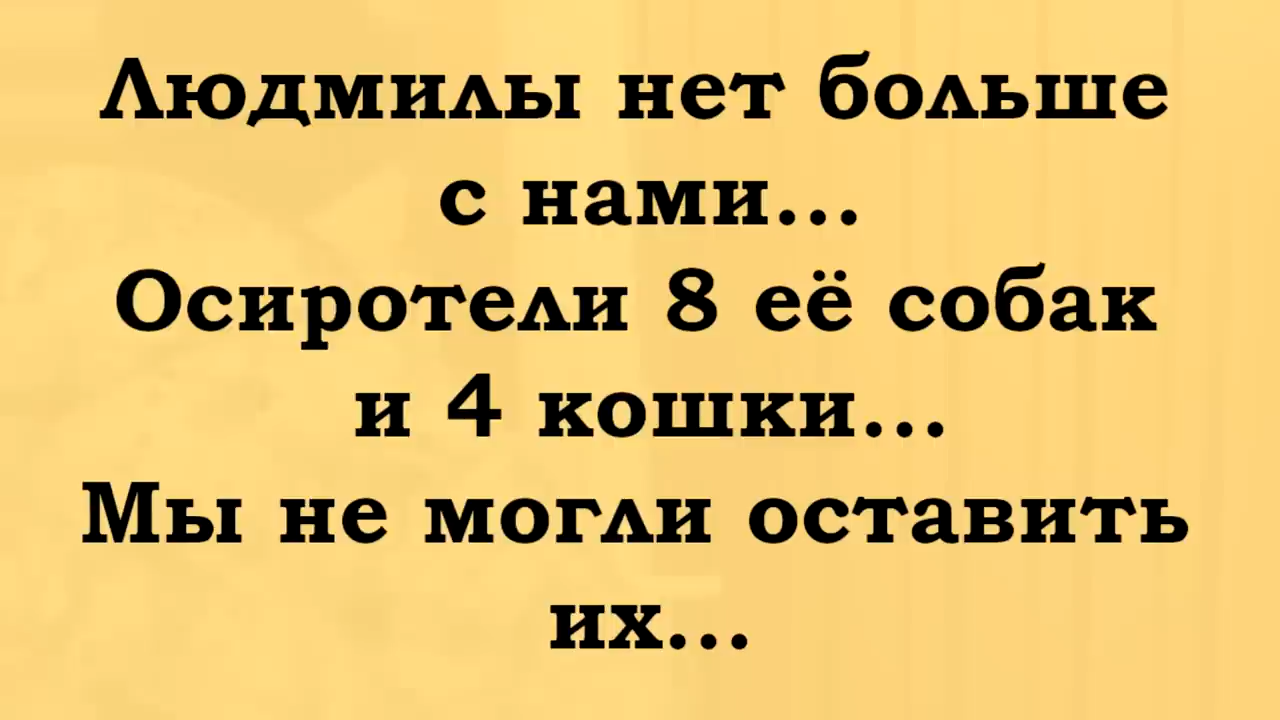 Людмилы нет больше
с нами...
Осиротели 8 её собак
и 4 кошки...
Мы не могли оставить
их...